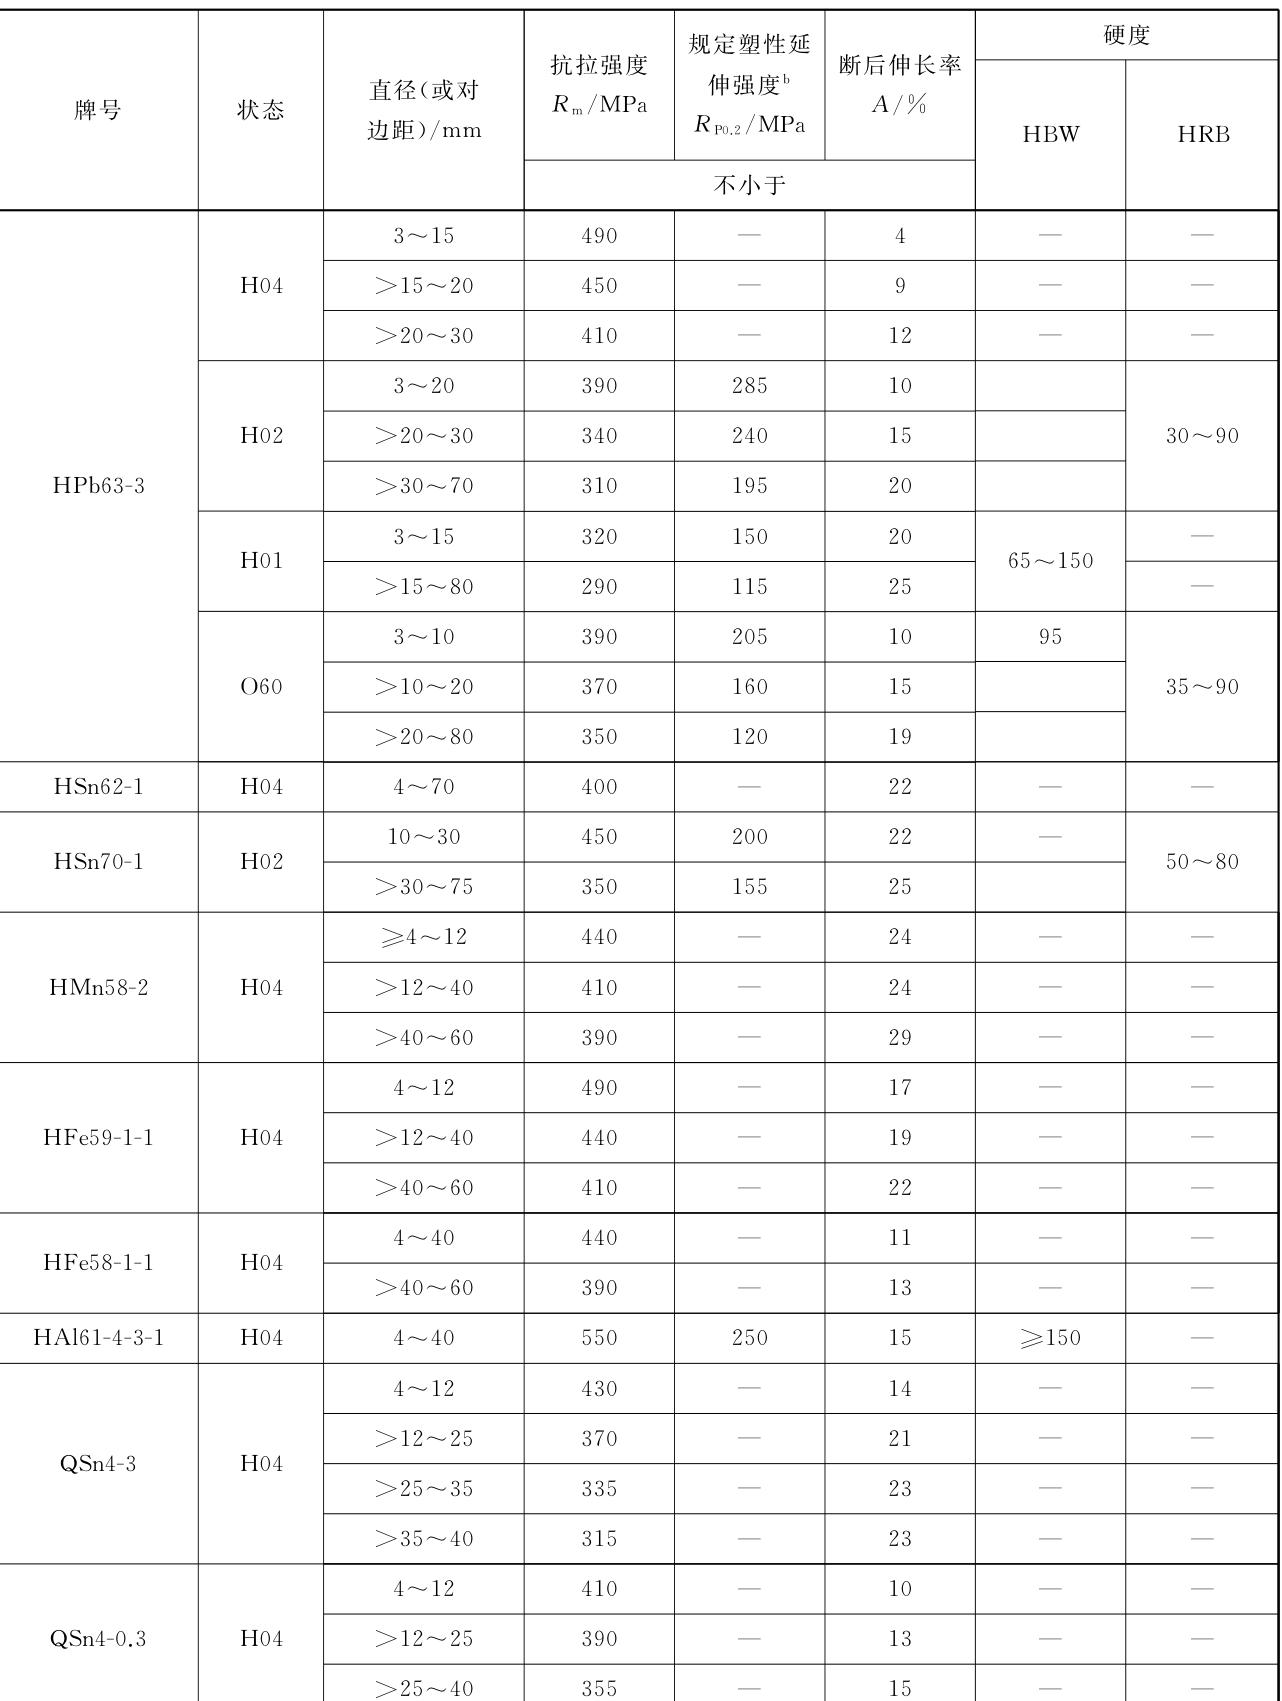 牌号 状态 直径(或对边距)/mm 抗拉强度 Rm/MPa 规定塑性延伸强度b RP0.2/MPa 断后伸长率 A/% 硬度
HBW HRB
不小于
HPb63-3 H04 3～15 490 — 4 — —
>15～20 450 — 9 — —
>20～30 410 — 12 — —
H02 3～20 390 285 10 30～90
>20～30 340 240 15
>30～70 310 195 20
H01 3～15 320 150 20 65～150 —
>15～80 290 115 25 —
O60 3～10 390 205 10 95 35～90
>10～20 370 160 15
>20～80 350 120 19
HSn62-1 H04 4～70 400 — 22 — —
HSn70-1 H02 10～30 450 200 22 — 50～80
>30～75 350 155 25
HMn58-2 H04 ⩾4～12 440 — 24 — —
>12～40 410 — 24 — —
>40～60 390 — 29 — —
HFe59-1-1 H04 4～12 490 — 17 — —
>12～40 440 — 19 — —
>40～60 410 — 22 — —
HFe58-1-1 H04 4～40 440 — 11 — —
>40～60 390 — 13 — —
HAl61-4-3-1 H04 4～40 550 250 15 ⩾150 —
QSn4-3 H04 4～12 430 — 14 — —
>12～25 370 — 21 — —
>25～35 335 — 23 — —
>35～40 315 — 23 — —
QSn4-0.3 H04 4～12 410 — 10 — —
>12～25 390 — 13 — —
>25～40 355 — 15 — —